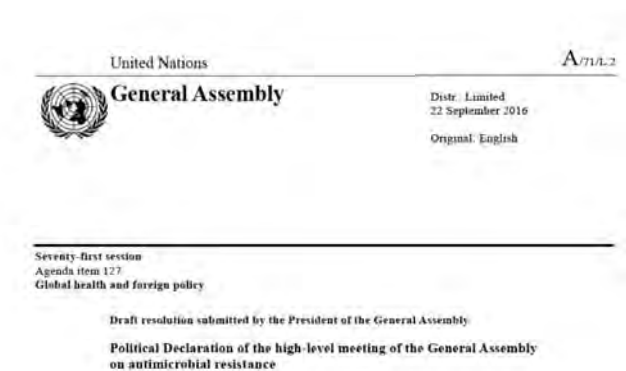 United Nations
A/71/L.2
General Assembly
Distr.: Limited
22 September 2016
Original: English
Seventy-first session
Agenda item 127
Global health and foreign policy
Draft resolution submitted by the President of the General Assembly
Political Declaration of the high-level meeting of the General Assembly
on antimicrobial resistance